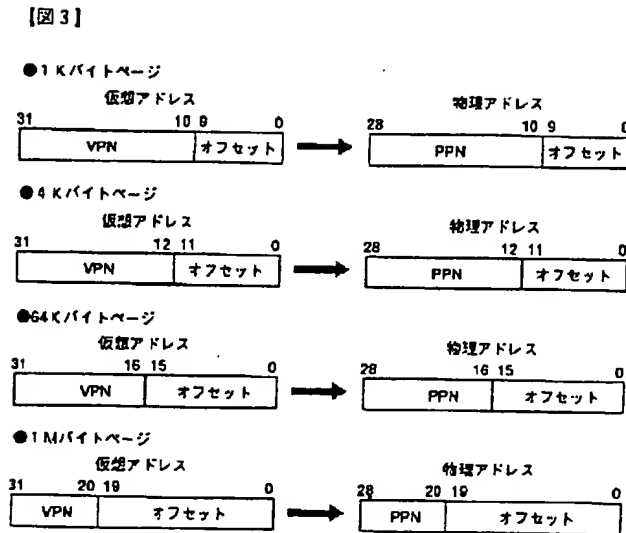 【図3】
●1Kバイトページ
仮想アドレス 物理アドレス
31 10 9 0 28 10 9 0
VPN オフセット PPN オフセット
●4Kバイトページ
仮想アドレス 物理アドレス
31 12 11 0 28 12 11 0
VPN オフセット PPN オフセット
●64Kバイトページ
仮想アドレス 物理アドレス
31 16 15 0 28 16 15 0
VPN オフセット PPN オフセット
●1Mバイトページ
仮想アドレス 物理アドレス
31 20 19 0 28 20 19 0
VPN オフセット PPN オフセット